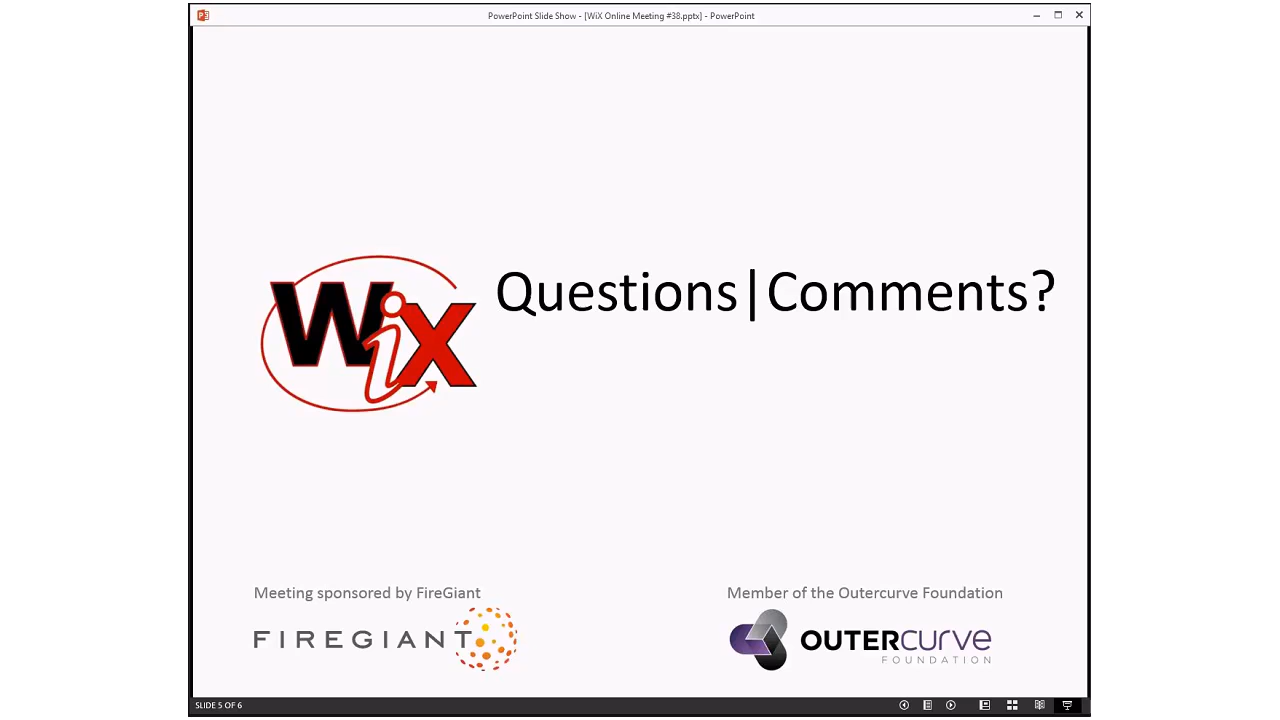 PowerPoint Slide Show - [WiX Online Meeting #38.pptx] - PowerPoint
WiX
Questions|Comments?
Meeting sponsored by FireGiant
Member of the Outercurve Foundation
FIREGIANT
OUTERCURVE
FOUNDATION
SLIDE 5 OF 6